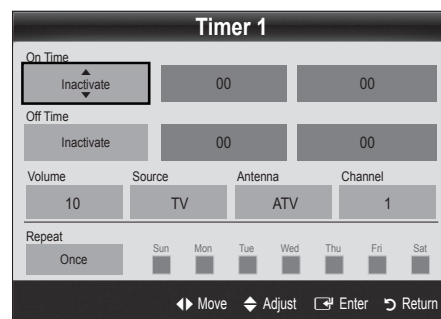 Timer 1
On Time
Inactivate 00 00
Off Time
Inactivate 00 00
Volume Source Antenna Channel
10 TV ATV 1
Repeat Sun Mon Tue Wed Thu Fri Sat
Once
Move Adjust Enter Return